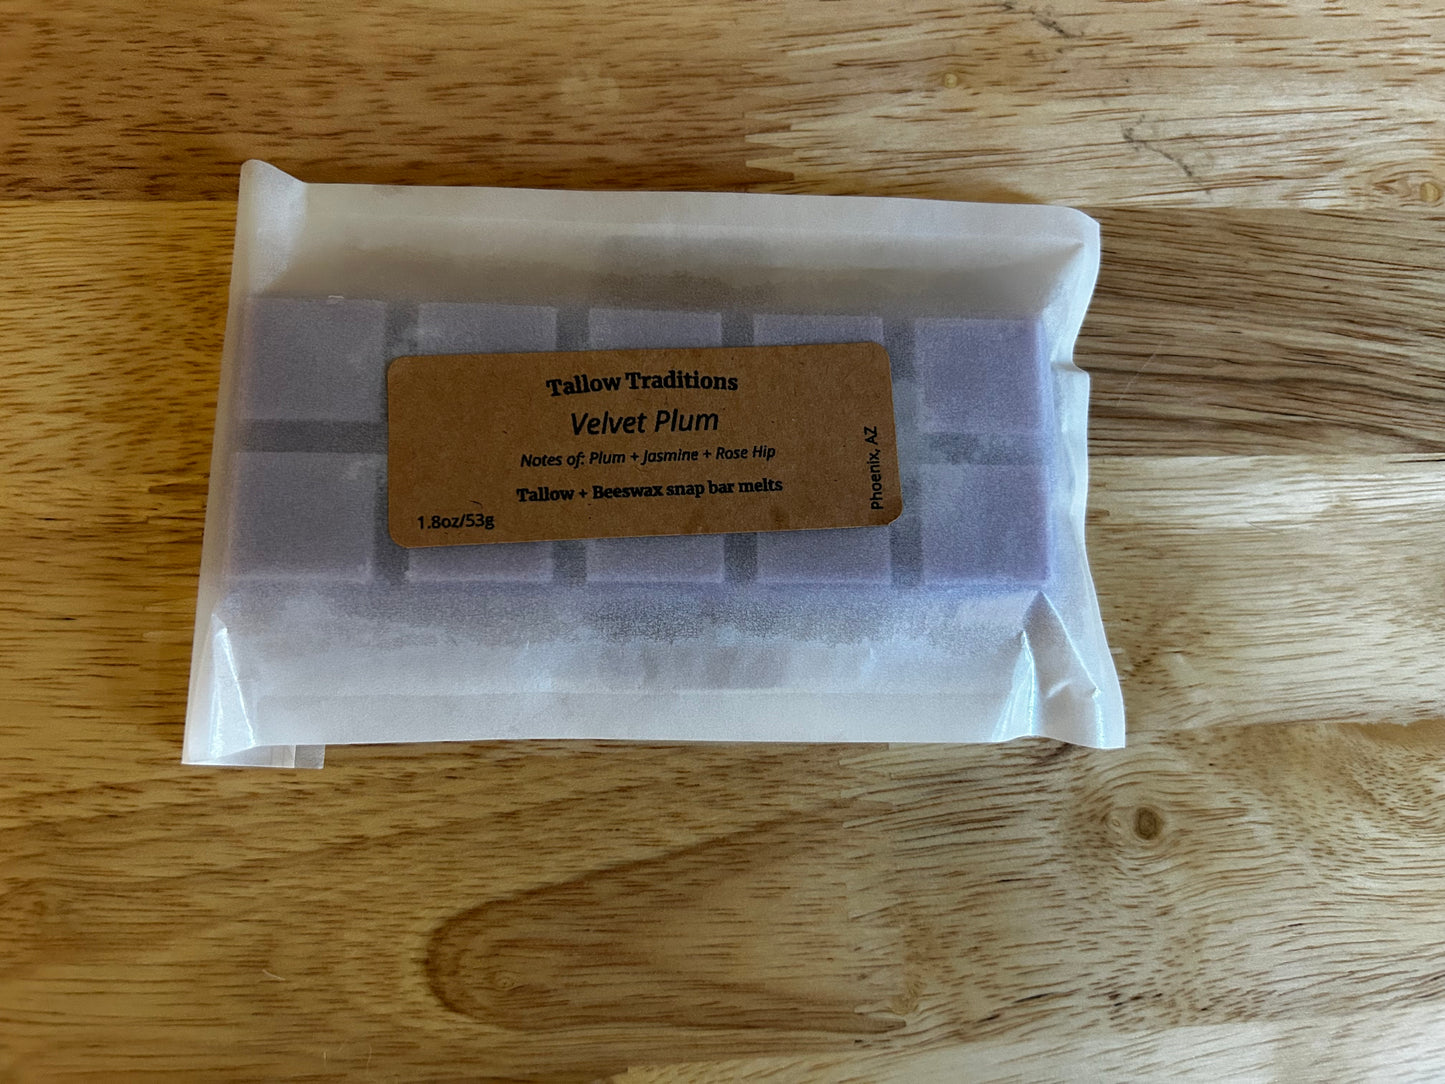 Tallow Traditions
Velvet Plum
Notes of: Plum + Jasmine + Rose Hip
Tallow + Beeswax snap bar melts
1.8oz/53g
Phoenix, AZ